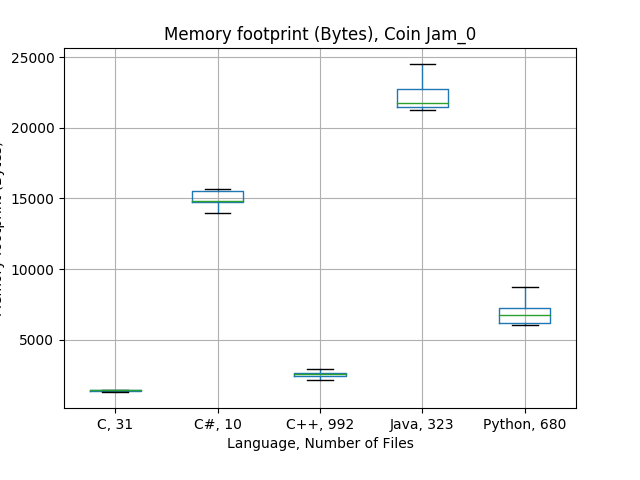 Memory footprint (Bytes), Coin Jam_0
25000
20000
15000
10000
5000
C, 31
C#, 10
C++, 992
Java, 323
Python, 680
Language, Number of Files